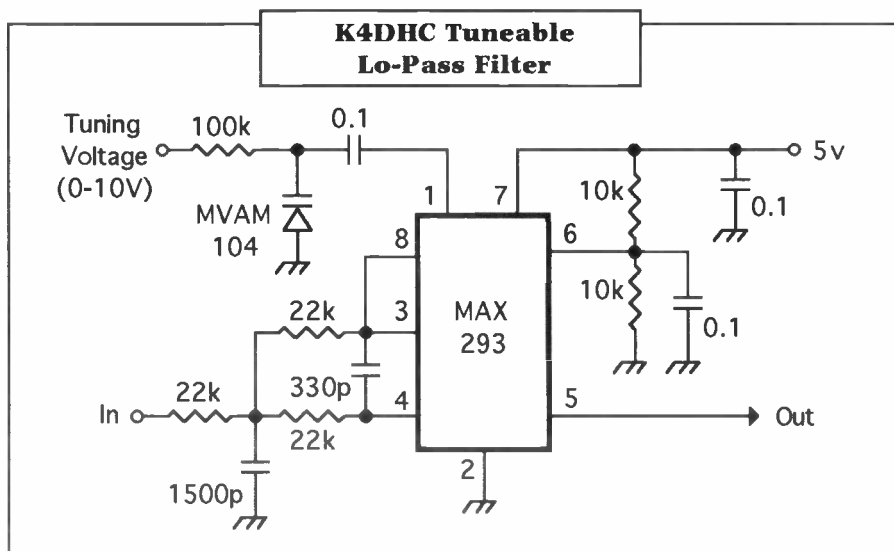 K4DHC Tuneable
Lo-Pass Filter
Tuning
Voltage
(0-10V)
100k
0.1
5v
MVAM
104
1
7
10k
0.1
8
6
22k
3
MAX
293
10k
0.1
In
22k
330p
22k
4
5
Out
1500p
2